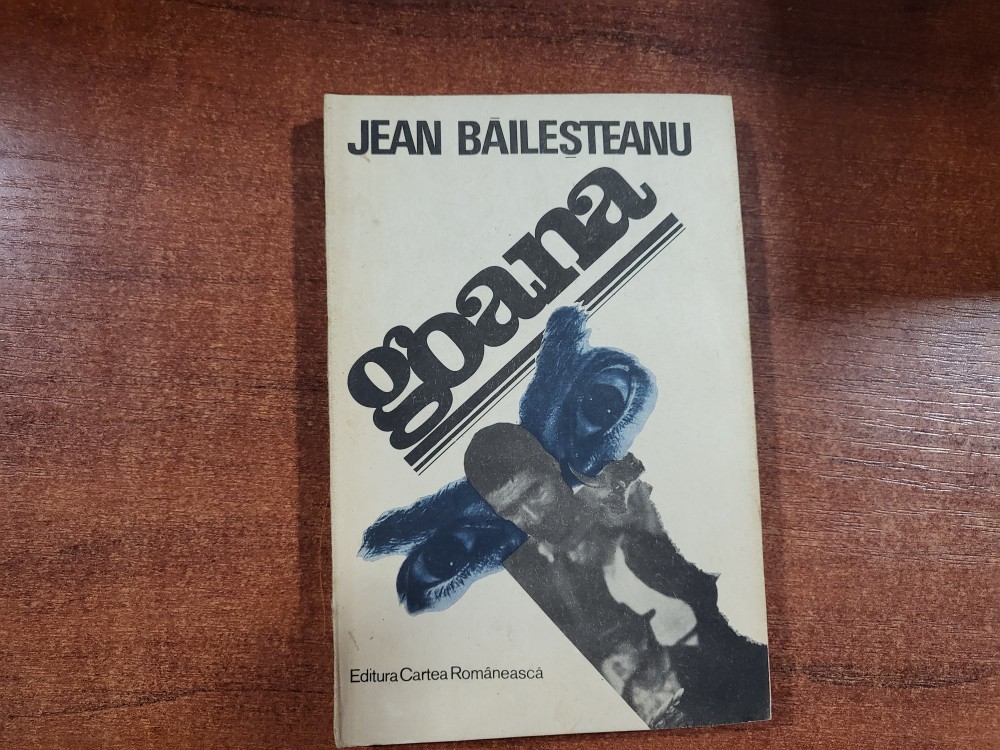 JEAN BĂILEȘTEANU
goana
Editura Cartea Românească